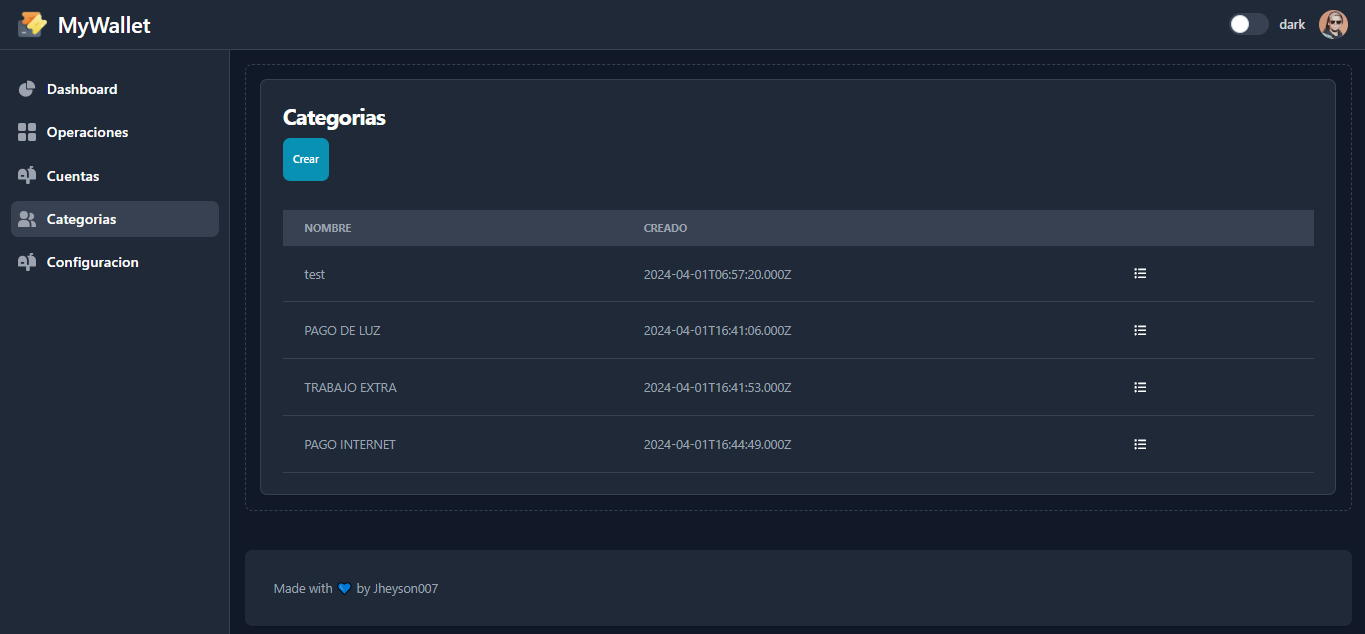 MyWallet
dark
Dashboard
Operaciones
Cuentas
Categorias
Configuracion
Categorias
Crear
NOMBRE CREADO
test 2024-04-01T06:57:20.000Z
PAGO DE LUZ 2024-04-01T16:41:06.000Z
TRABAJO EXTRA 2024-04-01T16:41:53.000Z
PAGO INTERNET 2024-04-01T16:44:49.000Z
Made with 💙 by Jheyson007